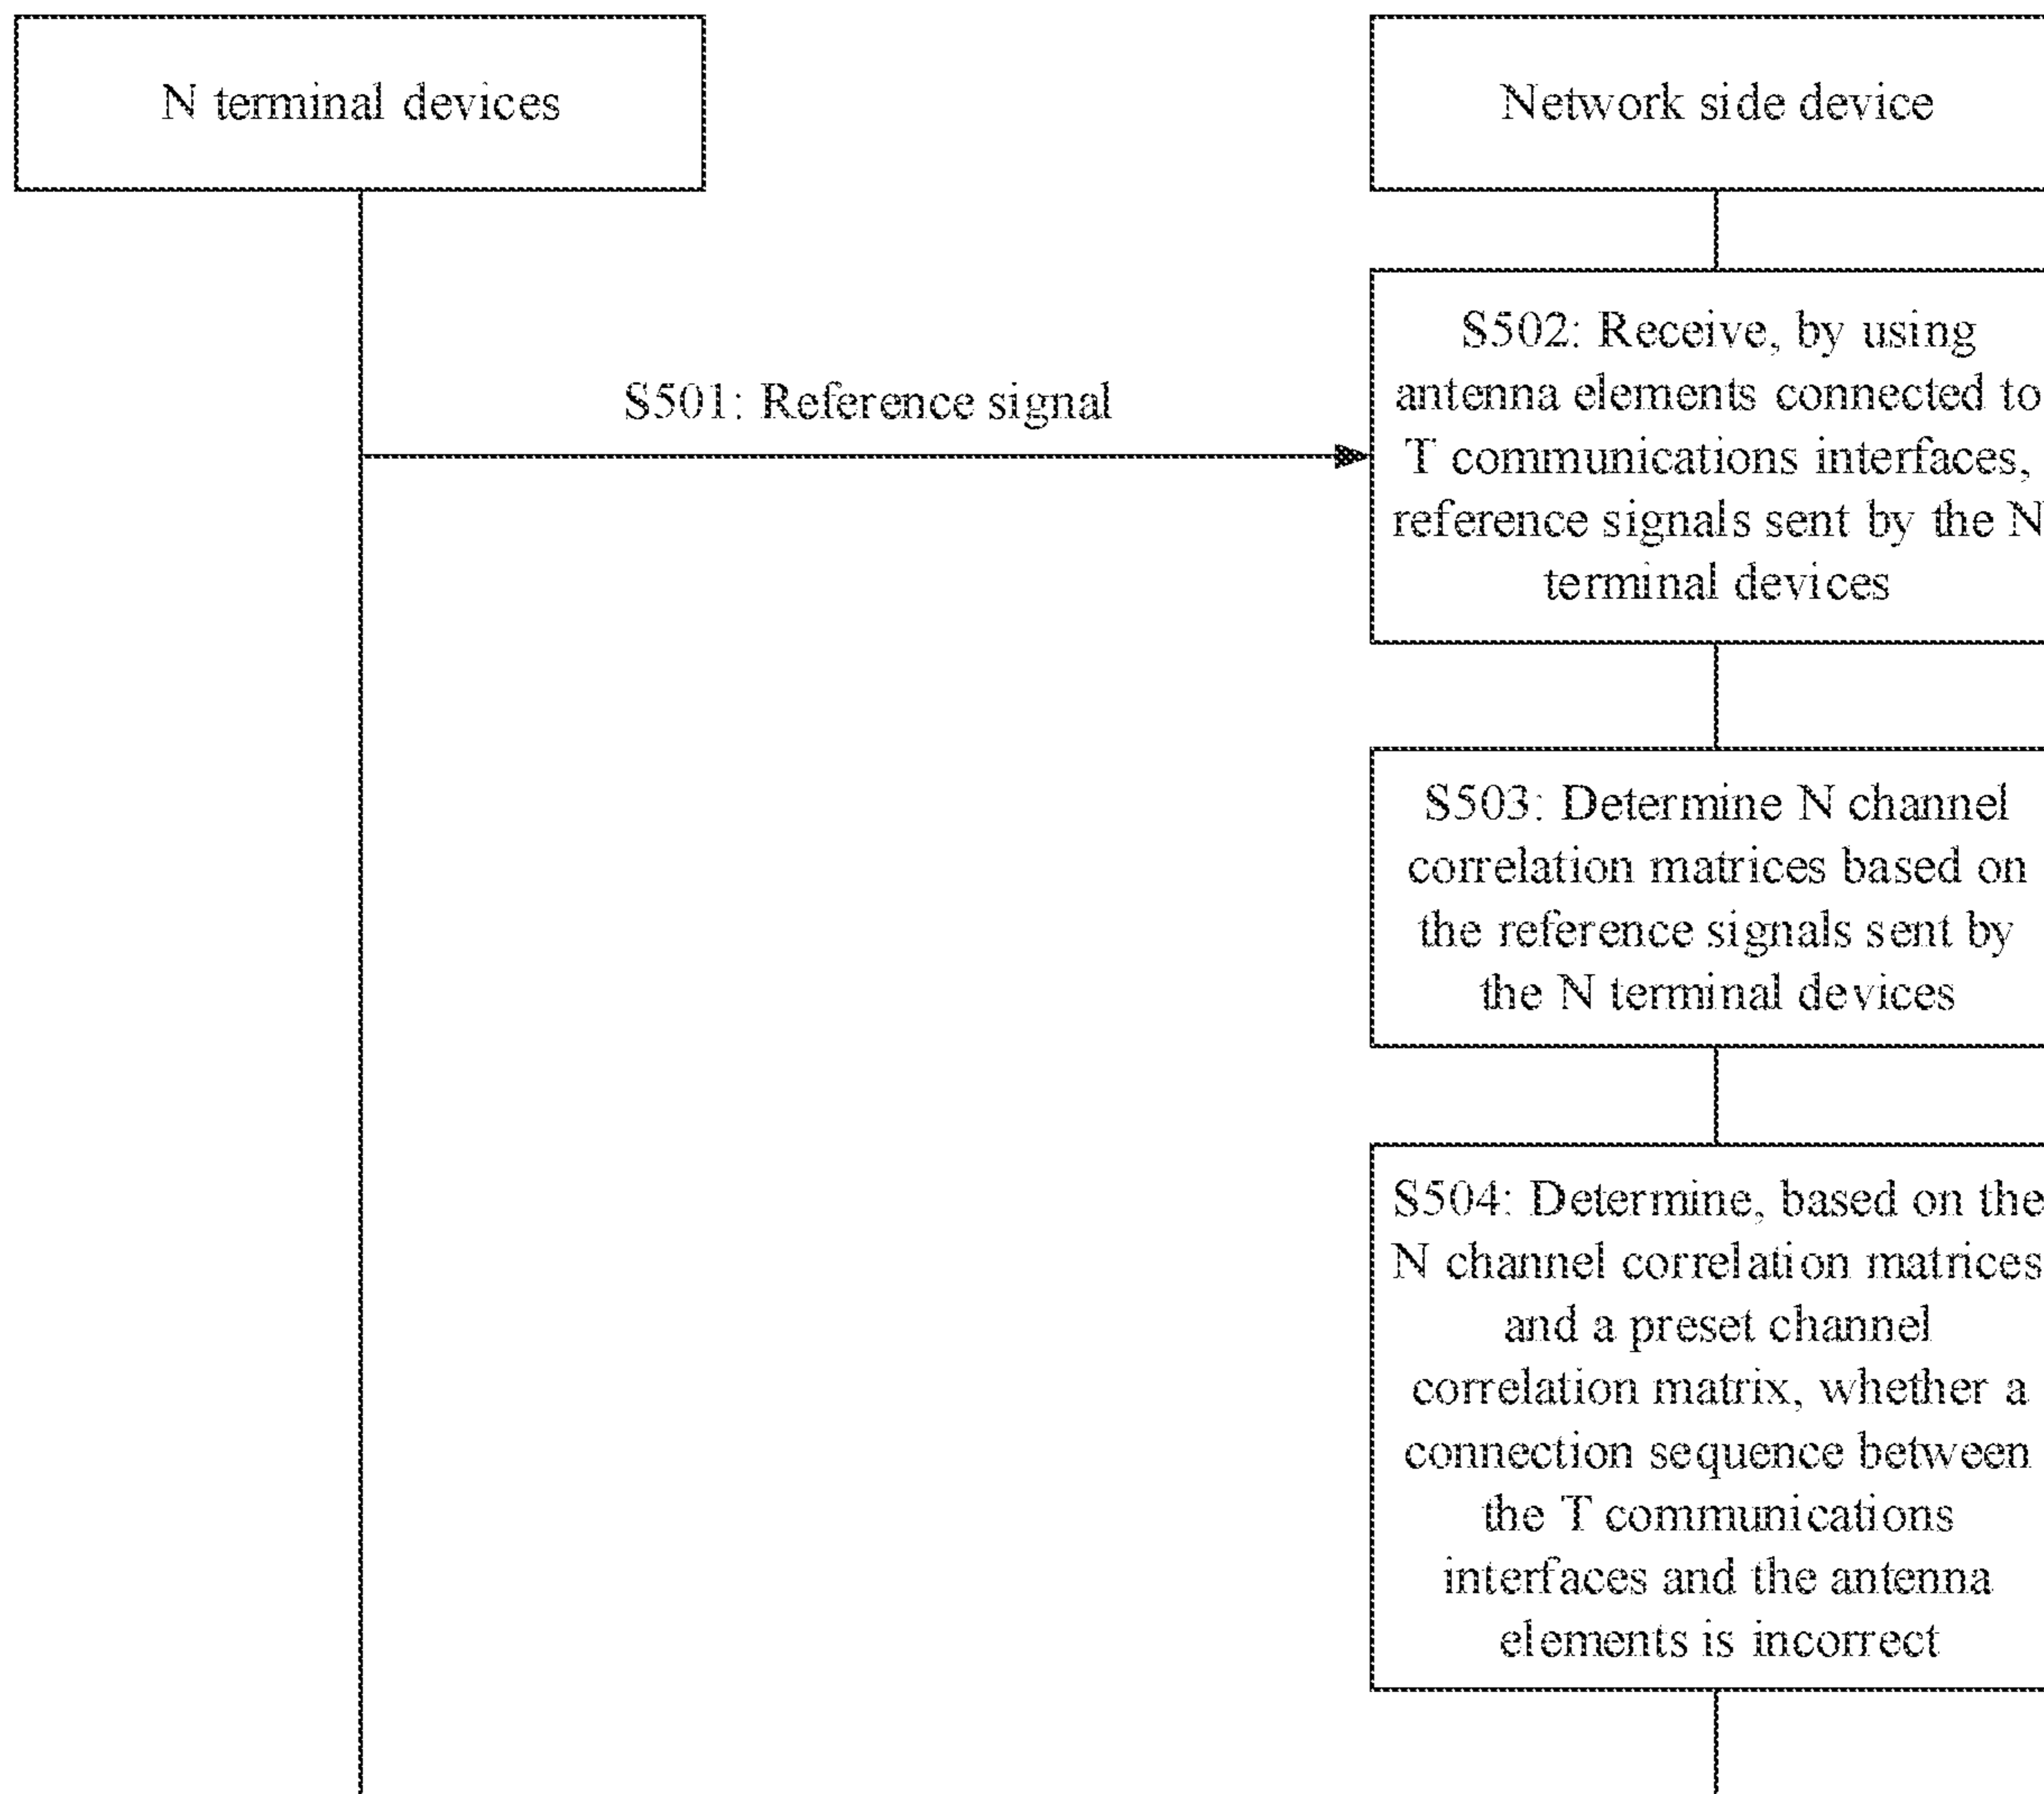 N terminal devices
Network side device
S501: Reference signal
S502: Receive, by using
antenna elements connected to
T communications interfaces,
reference signals sent by the N
terminal devices
S503: Determine N channel
correlation matrices based on
the reference signals sent by
the N terminal devices
S504: Determine, based on the
N channel correlation matrices
and a preset channel
correlation matrix, whether a
connection sequence between
the T communications
interfaces and the antenna
elements is incorrect